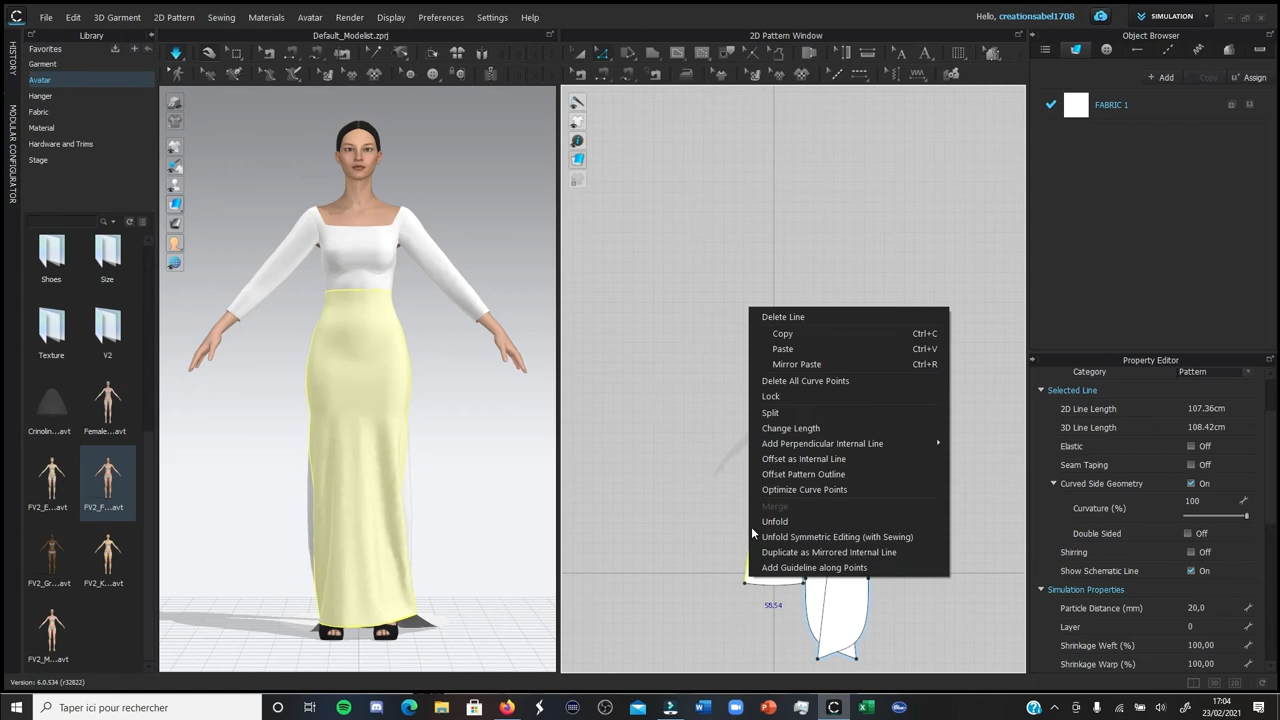 File Edit 3D Garment 2D Pattern Sewing Materials Avatar Render Display Preferences Settings Help
Hello, creationsabel1708
SIMULATION
HISTORY
MODULAR CONFIGURATOR
Library
Favorites
Garment
Avatar
Hanger
Fabric
Material
Hardware and Trims
Stage
Shoes Size
Texture V2
Crinolin...avt Female...avt
FV2_E...avt FV2_F...avt
FV2_Gr...avt FV2_K...avt
FV2_M...avt
Version: 6.0.534 (r32822)
Default_Modelist.zprj
2D Pattern Window
Delete Line
Copy Ctrl+C
Paste Ctrl+V
Mirror Paste Ctrl+R
Delete All Curve Points
Lock
Split
Change Length
Add Perpendicular Internal Line
Offset as Internal Line
Offset Pattern Outline
Optimize Curve Points
Merge
Unfold
Unfold Symmetric Editing (with Sewing)
Duplicate as Mirrored Internal Line
Add Guideline along Points
58,54
Object Browser
+ Add Copy Assign
FABRIC 1
Property Editor
Category Pattern
Selected Line
2D Line Length 107.36cm
3D Line Length 108.42cm
Elastic Off
Seam Taping Off
Curved Side Geometry On
Curvature (%) 100
Double Sided Off
Shirring Off
Show Schematic Line On
Simulation Properties
Particle Distance (mm) 20,0
Layer 0
Shrinkage Weft (%) 100,00
Shrinkage Warp (%) 100,00
3D 2D
Taper ici pour rechercher
17:04
23/02/2021